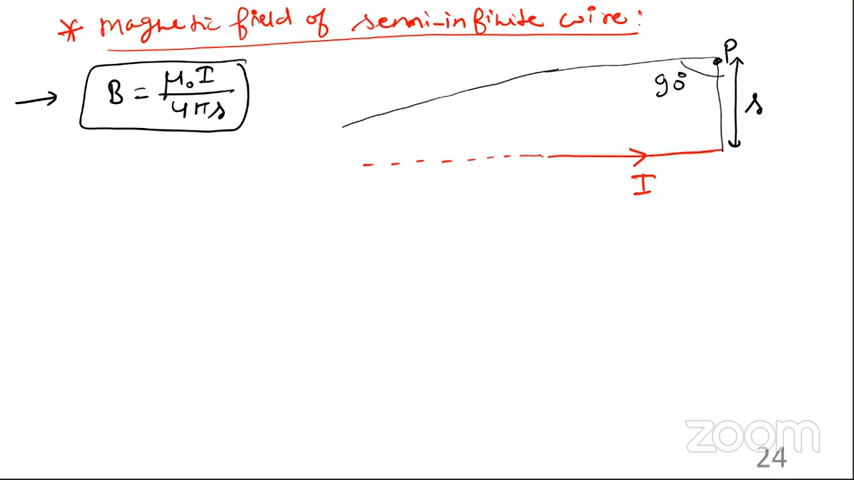 * Magnetic field of semi-infinite wire:
→ B = μ₀I / 4πs
P
90°
s
I
zoom
24